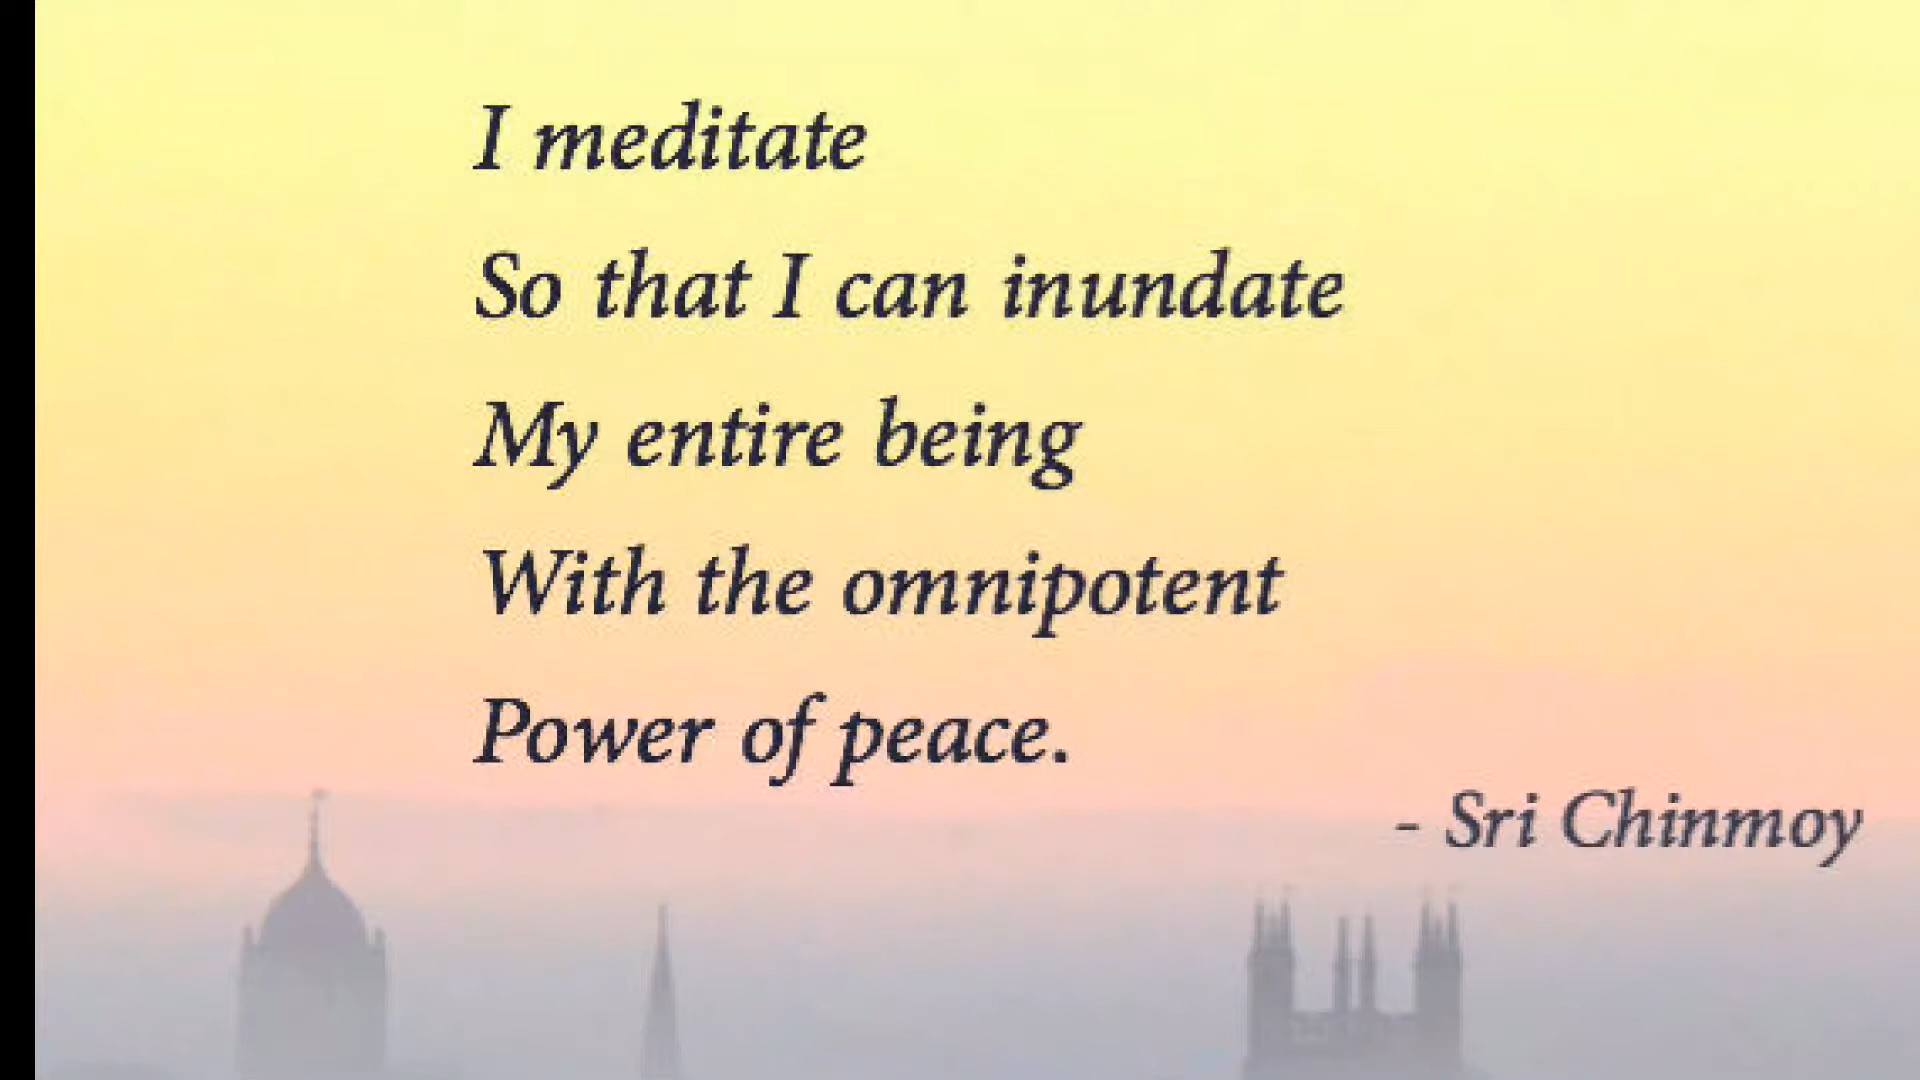 I meditate
So that I can inundate
My entire being
With the omnipotent
Power of peace.
- Sri Chinmoy